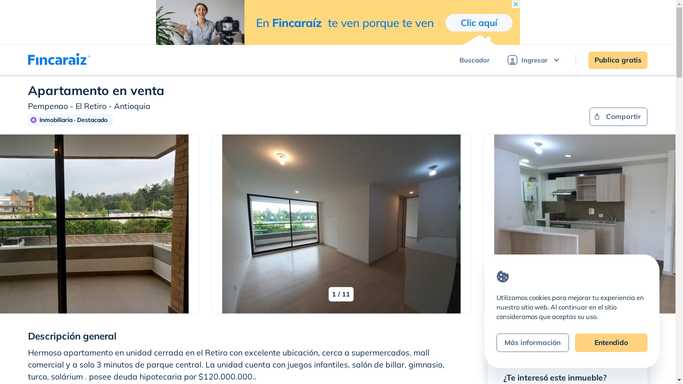 En Fincaraíz te ven porque te ven
Clic aquí
Fincaraíz
Buscador
Ingresar
Publica gratis
Apartamento en venta
Pempenao - El Retiro - Antioquia
Inmobiliaria - Destacado
Compartir
1 / 11
Utilizamos cookies para mejorar tu experiencia en
nuestro sitio web. Al continuar en el sitio
consideramos que aceptas su uso.
Más información
Entendido
Descripción general
Hermoso apartamento en unidad cerrada en el Retiro con excelente ubicación, cerca a supermercados, mall
comercial y a solo 3 minutos de parque central. La unidad cuenta con juegos infantiles, salón de billar, gimnasio,
turco, solárium . posee deuda hipotecaria por $120.000.000..
¿Te interesó este inmueble?